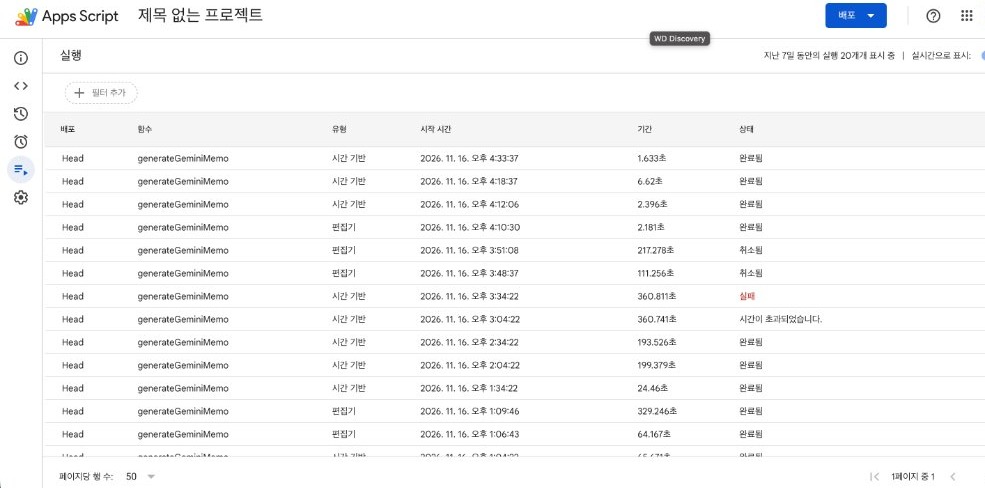 Apps Script 제목 없는 프로젝트 배포
WD Discovery
실행 지난 7일 동안의 실행 20개개 표시 중 | 실시간으로 표시:
필터 추가
배포 함수 유형 시작 시간 기간 상태
Head generateGeminiMemo 시간 기반 2026. 11. 16. 오후 4:33:37 1.633초 완료됨
Head generateGeminiMemo 시간 기반 2026. 11. 16. 오후 4:18:37 6.62초 완료됨
Head generateGeminiMemo 시간 기반 2026. 11. 16. 오후 4:12:06 2.396초 완료됨
Head generateGeminiMemo 편집기 2026. 11. 16. 오후 4:10:30 2.181초 완료됨
Head generateGeminiMemo 편집기 2026. 11. 16. 오후 3:51:08 217.278초 취소됨
Head generateGeminiMemo 편집기 2026. 11. 16. 오후 3:48:37 111.256초 취소됨
Head generateGeminiMemo 시간 기반 2026. 11. 16. 오후 3:34:22 360.811초 실패
Head generateGeminiMemo 시간 기반 2026. 11. 16. 오후 3:04:22 360.741초 시간이 초과되었습니다.
Head generateGeminiMemo 시간 기반 2026. 11. 16. 오후 2:34:22 193.526초 완료됨
Head generateGeminiMemo 시간 기반 2026. 11. 16. 오후 2:04:22 199.379초 완료됨
Head generateGeminiMemo 시간 기반 2026. 11. 16. 오후 1:34:22 24.46초 완료됨
Head generateGeminiMemo 편집기 2026. 11. 16. 오후 1:09:46 329.246초 완료됨
Head generateGeminiMemo 편집기 2026. 11. 16. 오후 1:06:43 64.167초 완료됨
페이지당 행 수: 50 1페이지 중 1